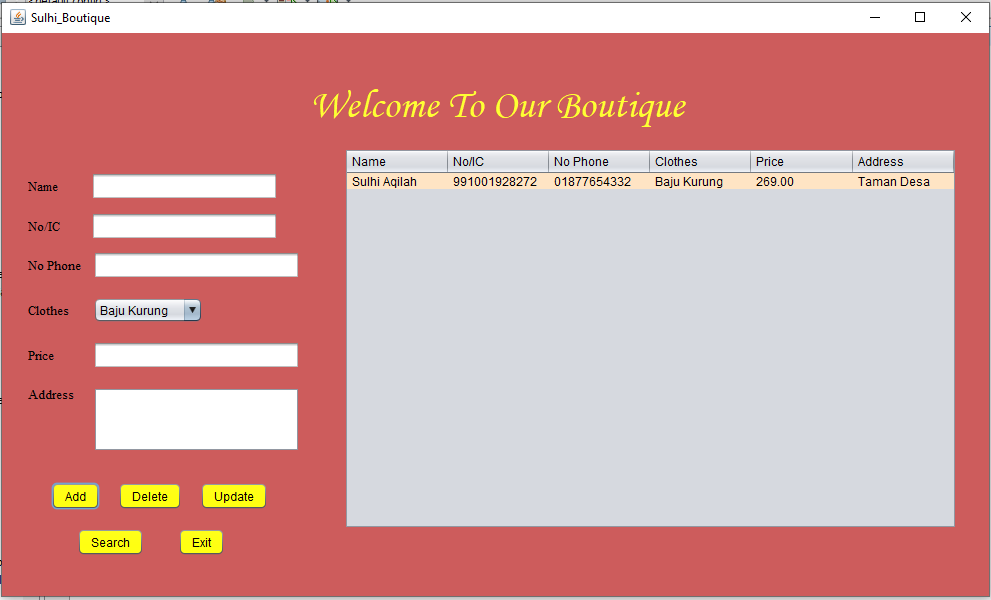 Sulhi_Boutique
Welcome To Our Boutique
Name No/IC No Phone Clothes Price Address
Sulhi Aqilah 991001928272 01877654332 Baju Kurung 269.00 Taman Desa
Name
No/IC
No Phone
Clothes Baju Kurung
Price
Address
Add Delete Update
Search Exit